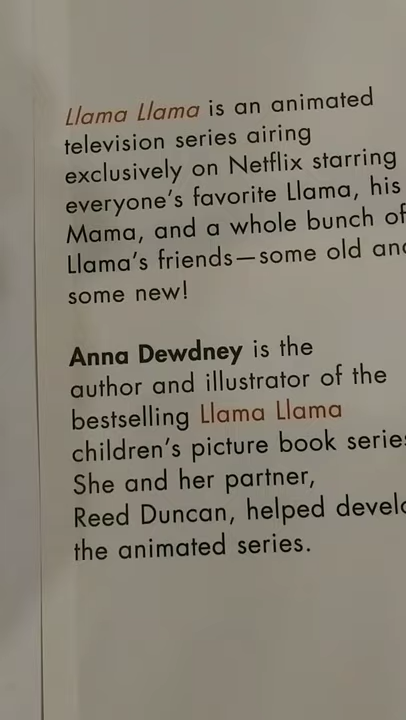 Llama Llama is an animated
television series airing
exclusively on Netflix starring
everyone's favorite Llama, his
Mama, and a whole bunch of
Llama's friends—some old and
some new!
Anna Dewdney is the
author and illustrator of the
bestselling Llama Llama
children's picture book series
She and her partner,
Reed Duncan, helped develo
the animated series.